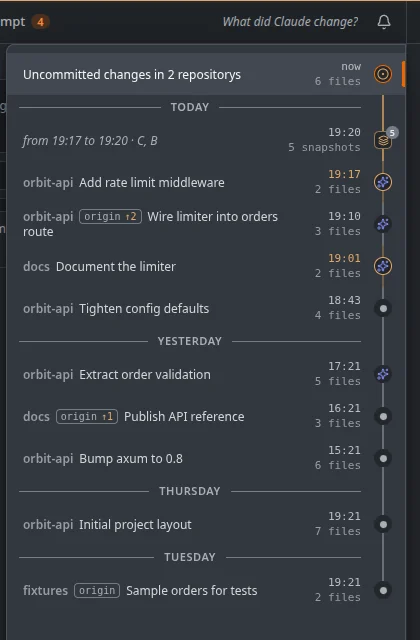 mpt 4 What did Claude change?
Uncommitted changes in 2 repositorys now
6 files
TODAY
from 19:17 to 19:20 · C, B 19:20
5 snapshots
5
orbit-api Add rate limit middleware 19:17
2 files
orbit-api origin ↑2 Wire limiter into orders 19:10
route 3 files
docs Document the limiter 19:01
2 files
orbit-api Tighten config defaults 18:43
4 files
YESTERDAY
orbit-api Extract order validation 17:21
5 files
docs origin ↑1 Publish API reference 16:21
3 files
orbit-api Bump axum to 0.8 15:21
6 files
THURSDAY
orbit-api Initial project layout 19:21
7 files
TUESDAY
fixtures origin Sample orders for tests 19:21
2 files